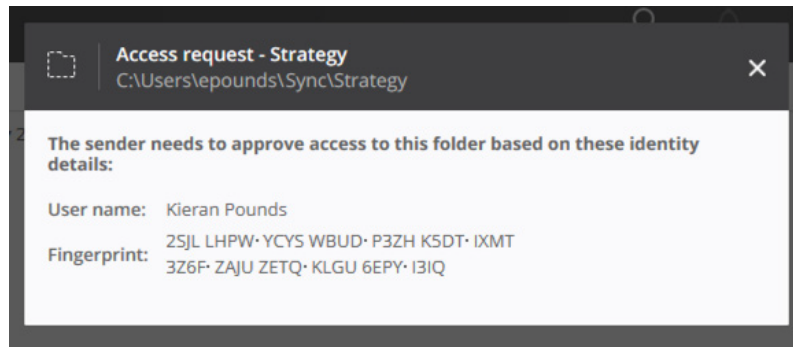 Access request - Strategy
C:\Users\epounds\Sync\Strategy
The sender needs to approve access to this folder based on these identity
details:
User name: Kieran Pounds
Fingerprint: 2SJL LHPW· YCYS WBUD· P3ZH K5DT· IXMT
3Z6F· ZAJU ZETQ· KLGU 6EPY· I3IQ